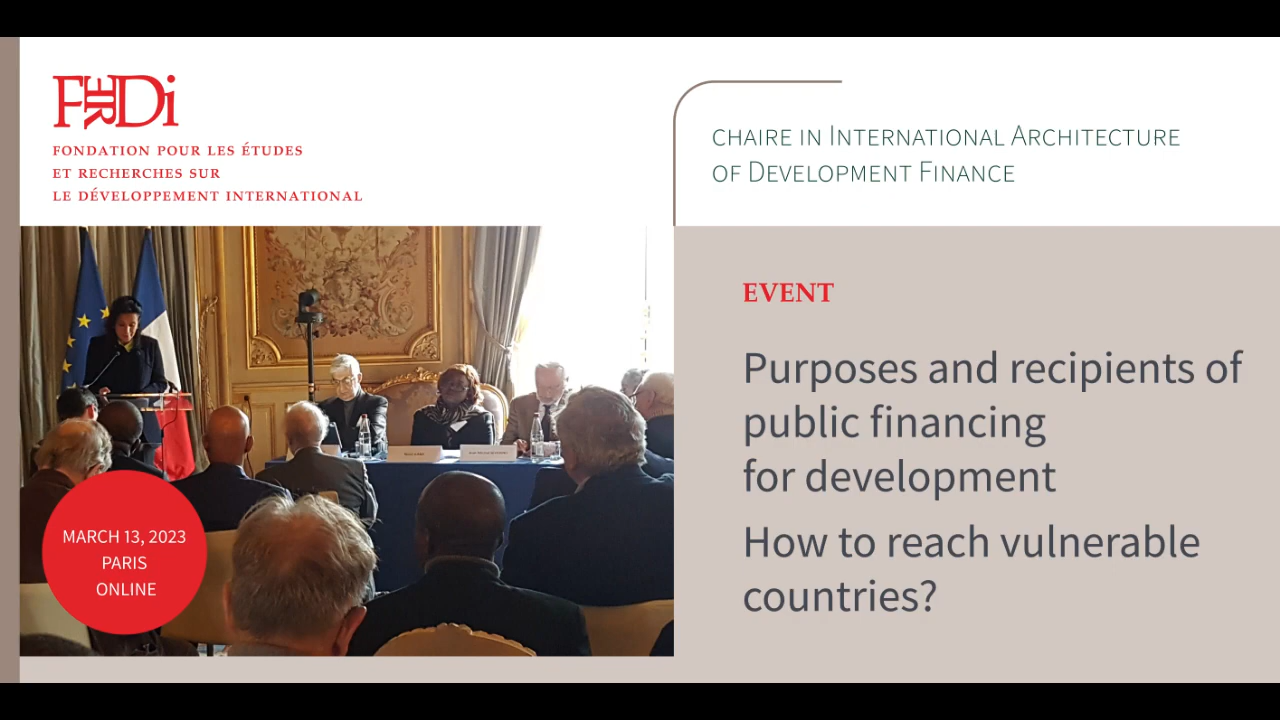 FERDi
FONDATION POUR LES ÉTUDES
ET RECHERCHES SUR
LE DÉVELOPPEMENT INTERNATIONAL
CHAIRE IN INTERNATIONAL ARCHITECTURE
OF DEVELOPMENT FINANCE
EVENT
Purposes and recipients of
public financing
for development
How to reach vulnerable
countries?
MARCH 13, 2023
PARIS
ONLINE